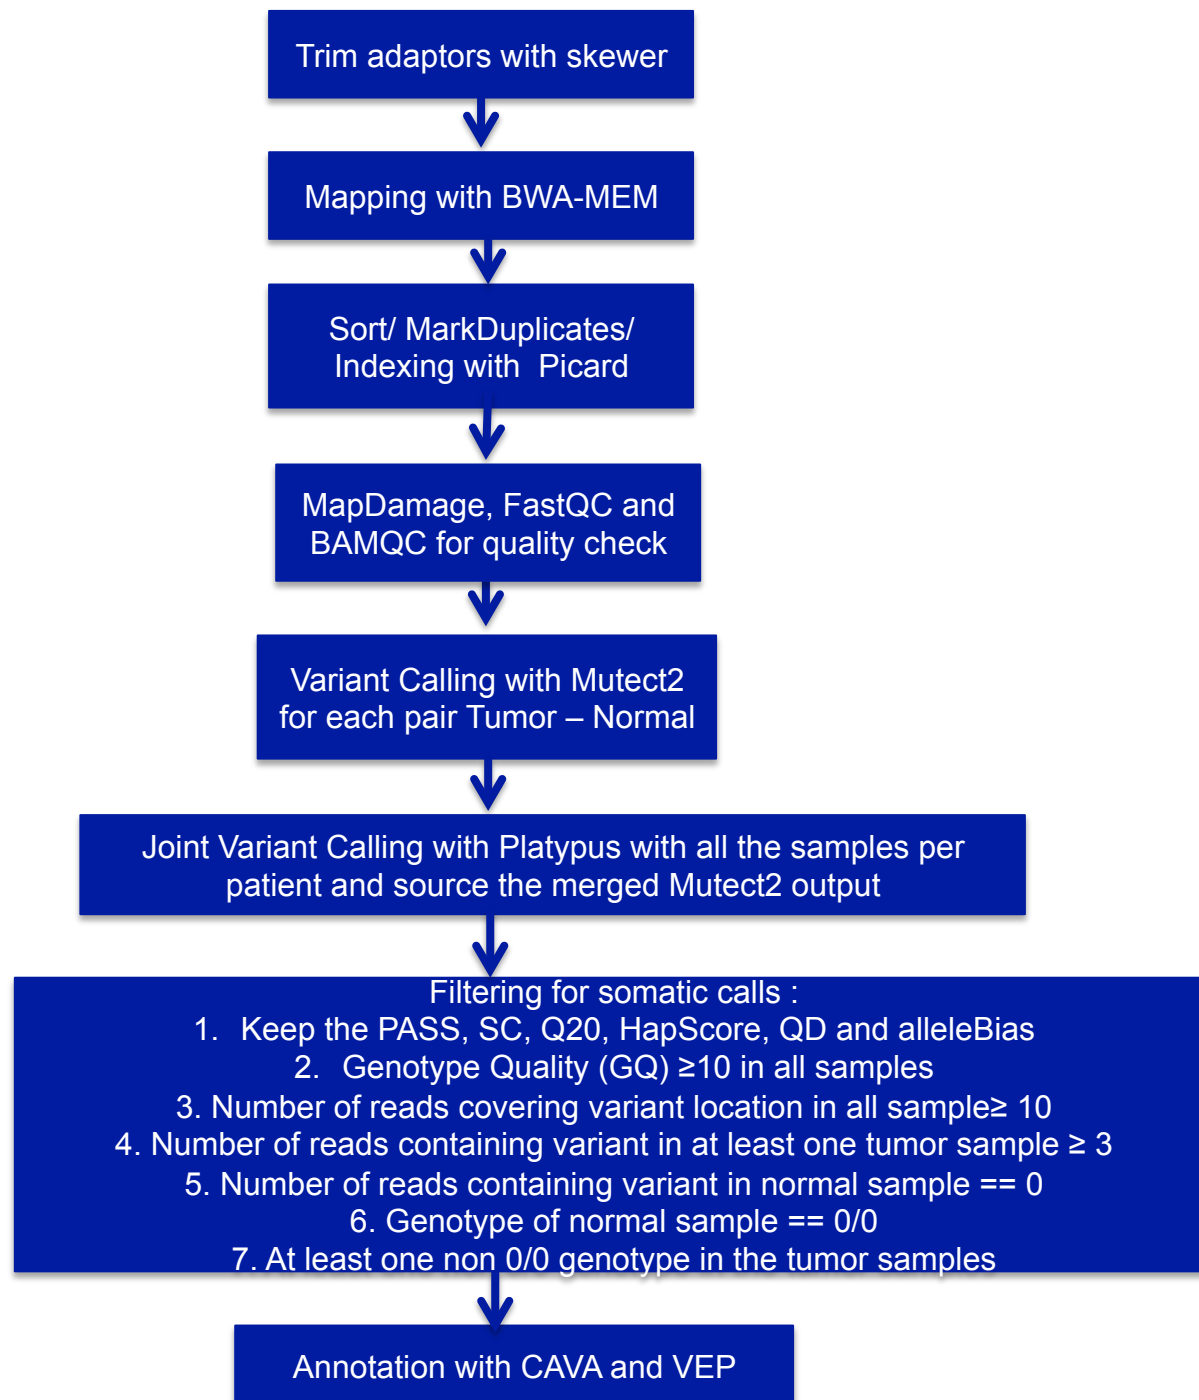 Trim adaptors with skewer
Mapping with BWA-MEM
Sort/ MarkDuplicates/
Indexing with Picard
MapDamage, FastQC and
BAMQC for quality check
Variant Calling with Mutect2
for each pair Tumor – Normal
Joint Variant Calling with Platypus with all the samples per
patient and source the merged Mutect2 output
Filtering for somatic calls :
1. Keep the PASS, SC, Q20, HapScore, QD and alleleBias
2. Genotype Quality (GQ) ≥10 in all samples
3. Number of reads covering variant location in all sample≥ 10
4. Number of reads containing variant in at least one tumor sample ≥ 3
5. Number of reads containing variant in normal sample == 0
6. Genotype of normal sample == 0/0
7. At least one non 0/0 genotype in the tumor samples
Annotation with CAVA and VEP